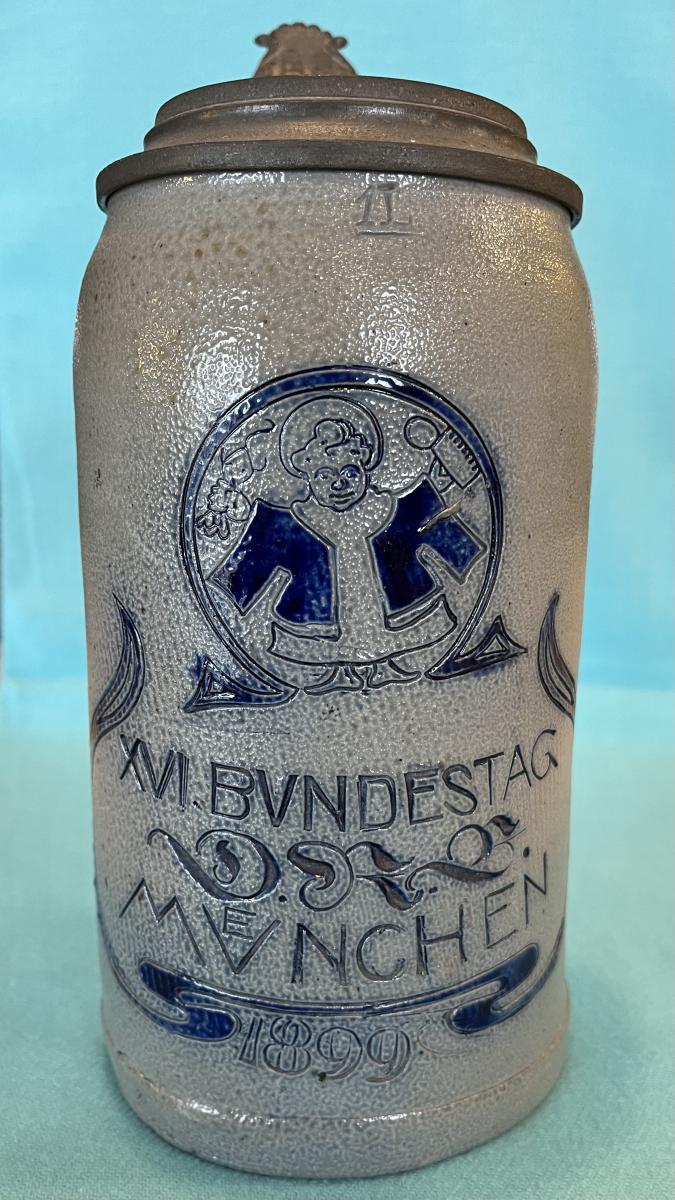 1L
XVI. BVNDESTAG
D.R.B.
MVENCHEN
1899